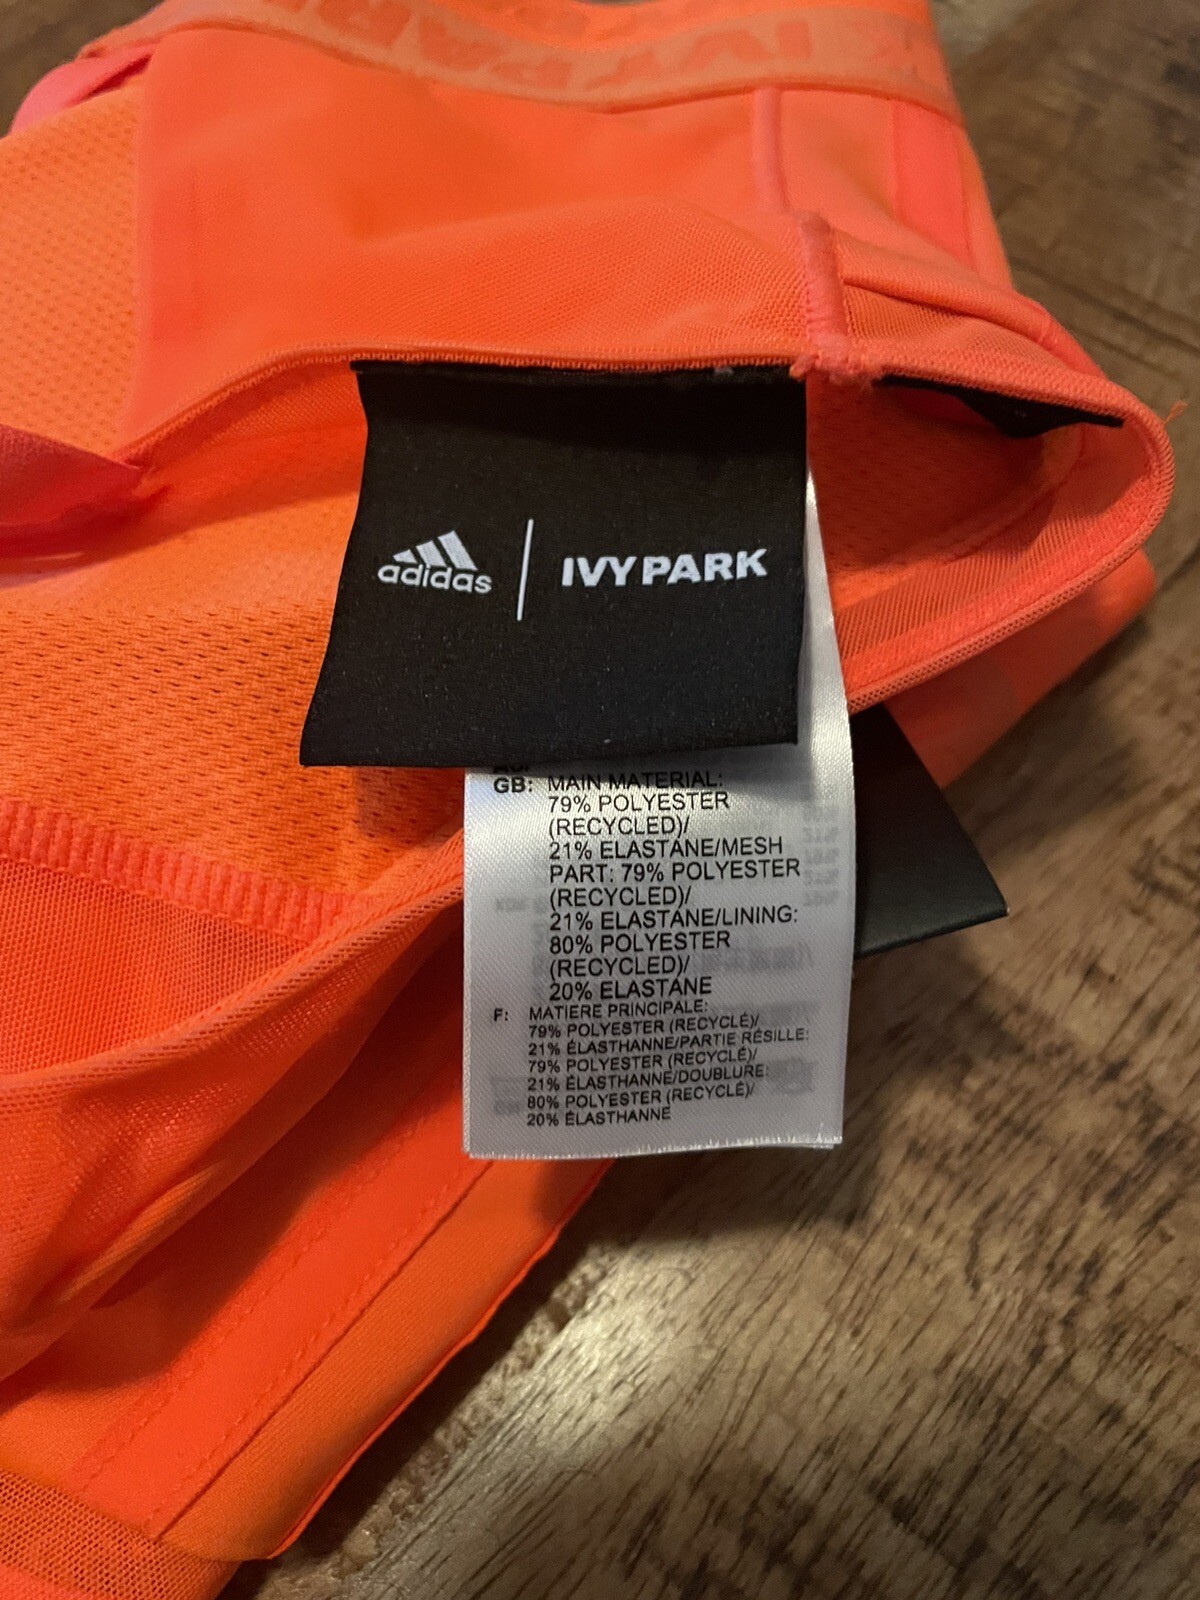 IVY PAR
adidas | IVY PARK
GB: MAIN MATERIAL:
79% POLYESTER
(RECYCLED)/
21% ELASTANE/MESH
PART: 79% POLYESTER
(RECYCLED)/
21% ELASTANE/LINING:
80% POLYESTER
(RECYCLED)/
20% ELASTANE
F: MATIERE PRINCIPALE:
79% POLYESTER (RECYCLÉ)/
21% ÉLASTHANNE/PARTIE RÉSILLE:
79% POLYESTER (RECYCLÉ)/
21% ÉLASTHANNE/DOUBLURE:
80% POLYESTER (RECYCLÉ)/
20% ÉLASTHANNE